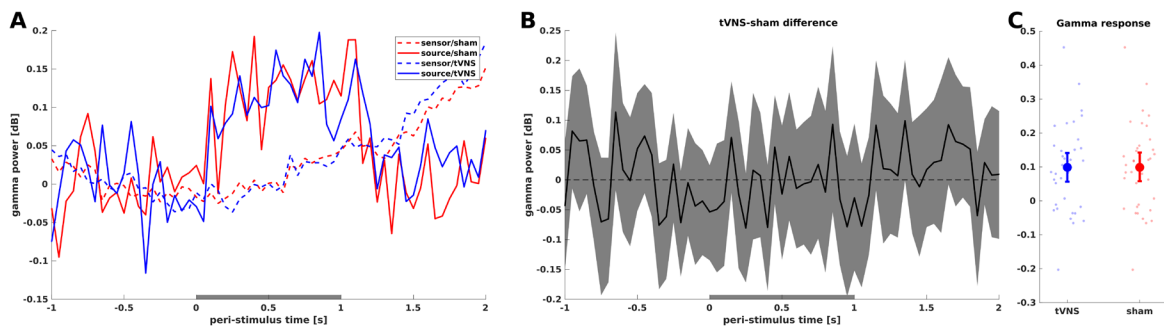 A
0.2
0.15
0.1
0.05
0
-0.05
-0.1
-0.15
gamma power [dB]
-1
-0.5
0
0.5
1
1.5
2
peri-stimulus time [s]
sensor/sham
source/sham
sensor/tVNS
source/tVNS
B
tVNS-sham difference
0.25
0.2
0.15
0.1
0.05
0
-0.05
-0.1
-0.15
0.2
gamma power [dB]
-1
-0.5
0
0.5
1
1.5
2
peri-stimulus time [s]
C
Gamma response
0.5
0.4
0.3
0.2
0.1
0
-0.1
-0.2
-0.3
tVNS
sham